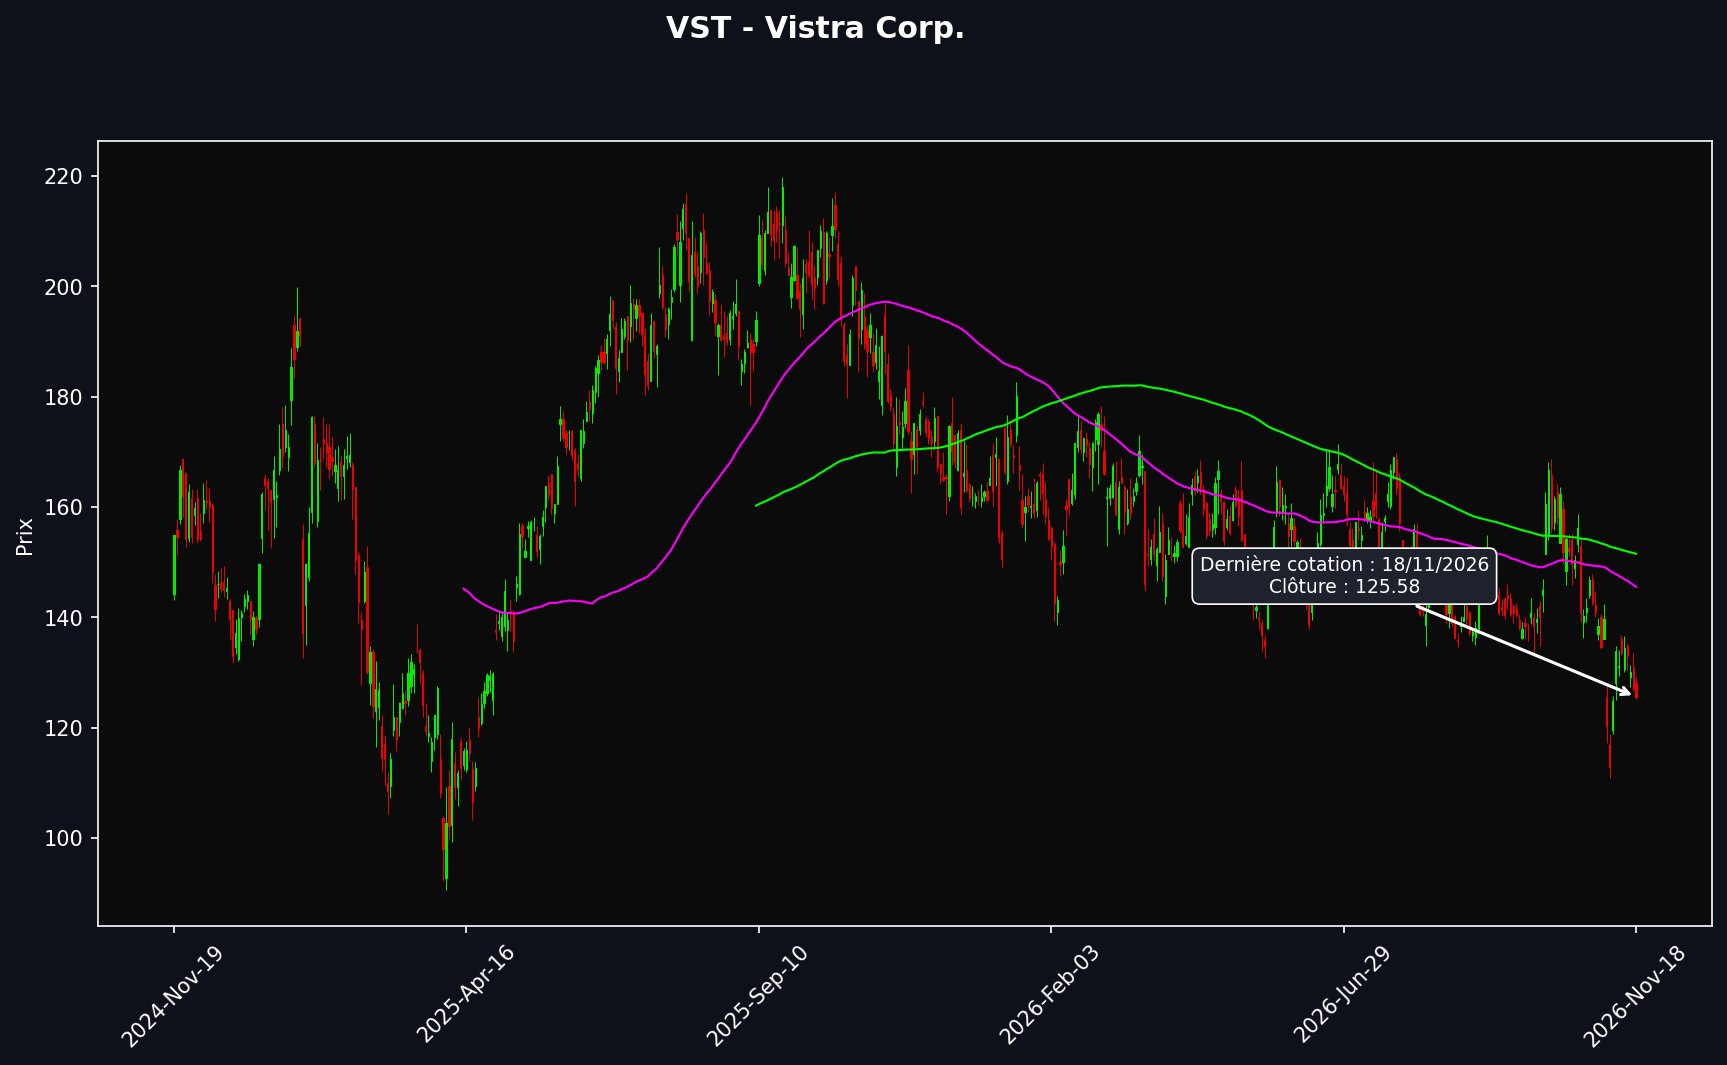 VST - Vistra Corp.
Prix
220
200
180
160
140
120
100
Dernière cotation : 18/11/2026
Clôture : 125.58
2024-Nov-19
2025-Apr-16
2025-Sep-10
2026-Feb-03
2026-Jun-29
2026-Nov-18